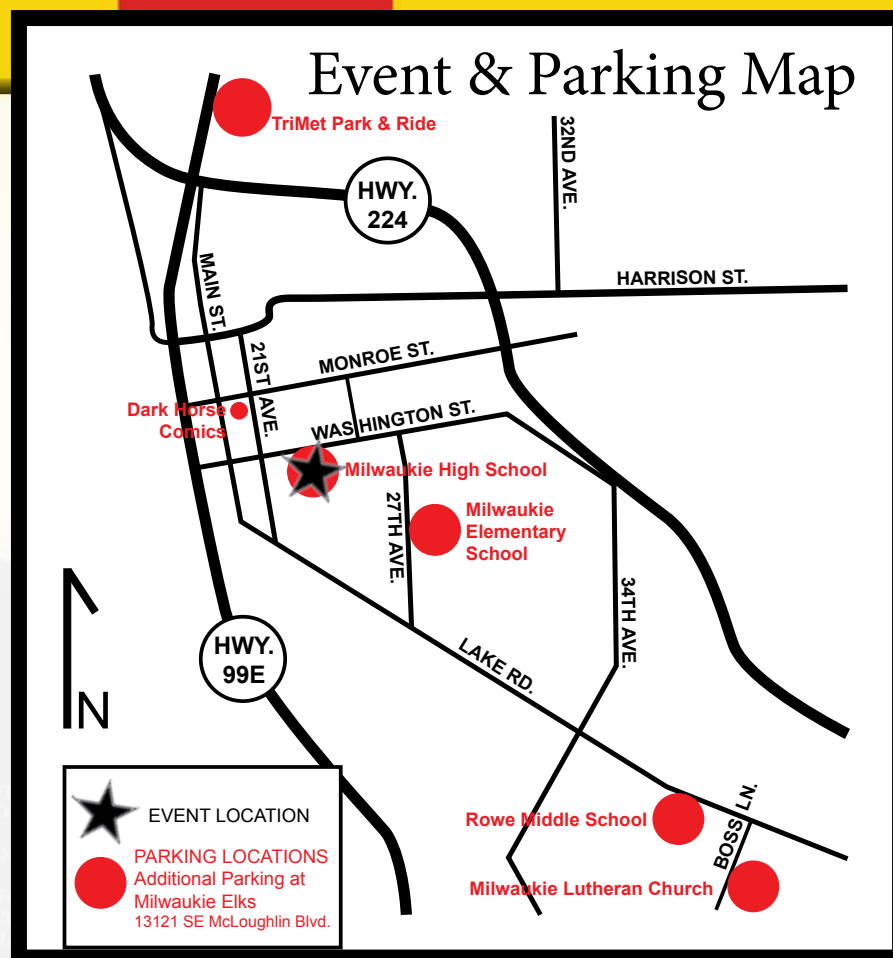 Event & Parking Map
TriMet Park & Ride
32ND AVE.
HWY.
224
HARRISON ST.
MAIN ST.
21ST AVE.
MONROE ST.
Dark Horse
Comics
WASHINGTON ST.
Milwaukie High School
27TH AVE.
Milwaukie
Elementary
School
34TH AVE.
HWY.
99E
LAKE RD.
N
BOSS LN.
Rowe Middle School
Milwaukie Lutheran Church
EVENT LOCATION
PARKING LOCATIONS
Additional Parking at
Milwaukie Elks
13121 SE McLoughlin Blvd.